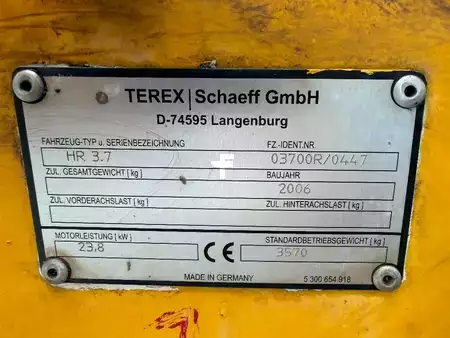 TEREX | Schaeff GmbH
D-74595 Langenburg
FAHRZEUG-TYP u. SERIENBEZEICHNUNG FZ.-IDENT.NR.
HR 3.7 03700R/0447
ZUL. GESAMTGEWICHT [ kg ] BAUJAHR
2006
ZUL. VORDERACHSLAST [ kg ] ZUL. HINTERACHSLAST [ kg ]
MOTORLEISTUNG [ kW ] STANDARDBETRIEBSGEWICHT [ kg ]
23,8 CE 3570
MADE IN GERMANY 5 300 654-918